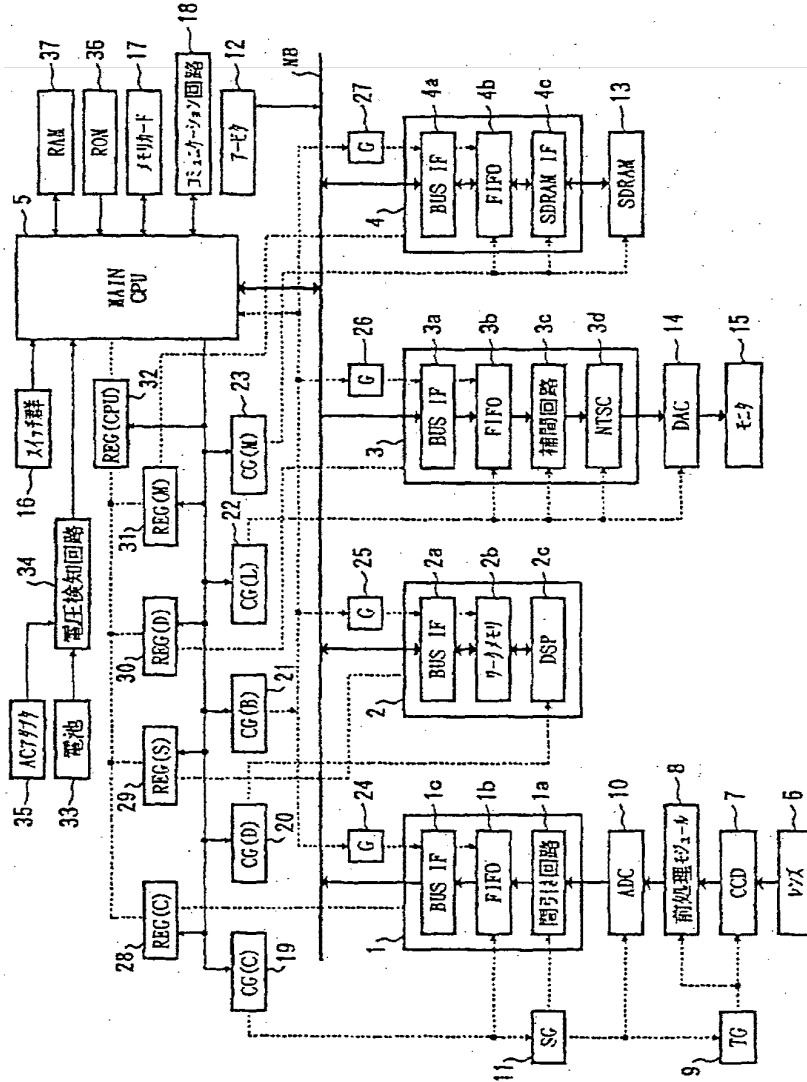 35
ACアダプタ
33
電池
34
電圧検知回路
16
スイッチ群
5
MAIN
CPU
37
RAM
36
ROM
17
メモリカード
18
コミュニケーション回路
12
アービタ
NB
28
REG(C)
29
REG(S)
30
REG(D)
31
REG(M)
32
REG(CPU)
19
CG(C)
20
CG(D)
21
CG(B)
22
CG(L)
23
CG(M)
24
G
25
G
26
G
27
G
1
1c
BUS IF
1b
FIFO
1a
間引き回路
2
2a
BUS IF
2b
ワークメモリ
2c
DSP
3
3a
BUS IF
3b
FIFO
3c
補間回路
3d
NTSC
4
4a
BUS IF
4b
FIFO
4c
SDRAM IF
13
SDRAM
14
DAC
15
モニタ
10
ADC
8
前処理モジュール
7
CCD
6
レンズ
11
SG
9
TG